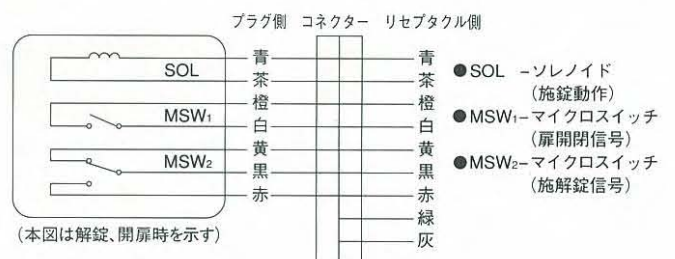 プラグ側 コネクター リセプタクル側
SOL 青 青
茶 茶
MSW₁ 橙 橙
白 白
MSW₂ 黄 黄
黒 黒
赤 赤
緑
灰
(本図は解錠、開扉時を示す)
●SOL －ソレノイド
(施錠動作)
●MSW₁－マイクロスイッチ
(扉開閉信号)
●MSW₂－マイクロスイッチ
(施解錠信号)